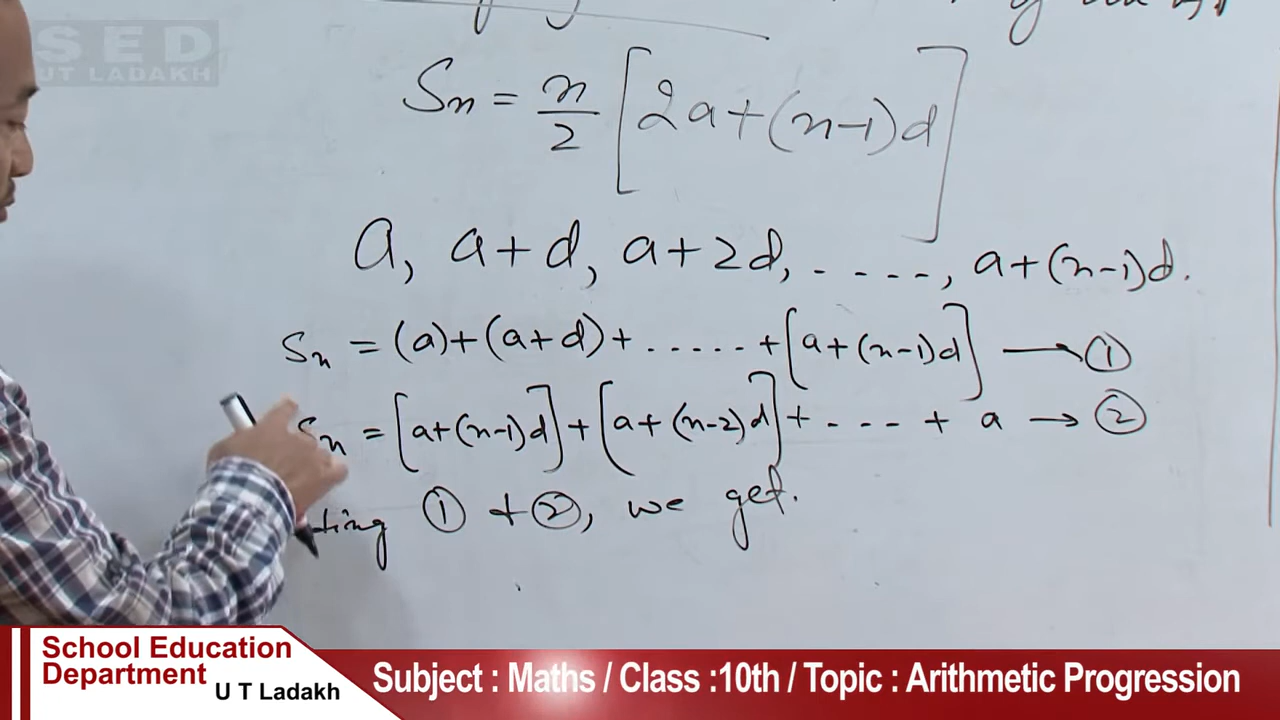 SED
UT LADAKH
Sn = n/2 [2a+(n-1)d]
a, a+d, a+2d, . - - - -, a+(n-1)d.
Sn = (a)+(a+d)+ ...... +[a+(n-1)d] → ①
Sn = [a+(n-1)d]+[a+(n-2)d]+ - - - - + a → ②
① + ②, we get.
School Education
Department
U T Ladakh
Subject : Maths / Class :10th / Topic : Arithmetic Progression